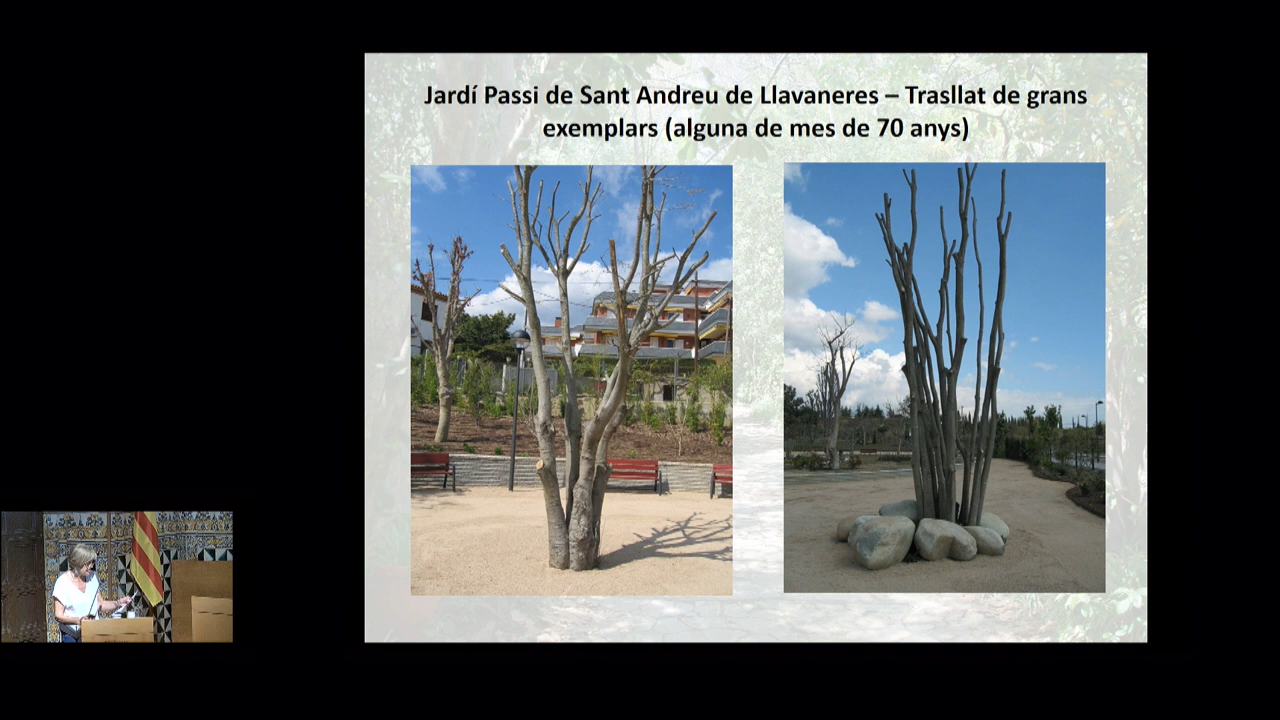 Jardí Passi de Sant Andreu de Llavaneres – Trasllat de grans
exemplars (alguna de mes de 70 anys)